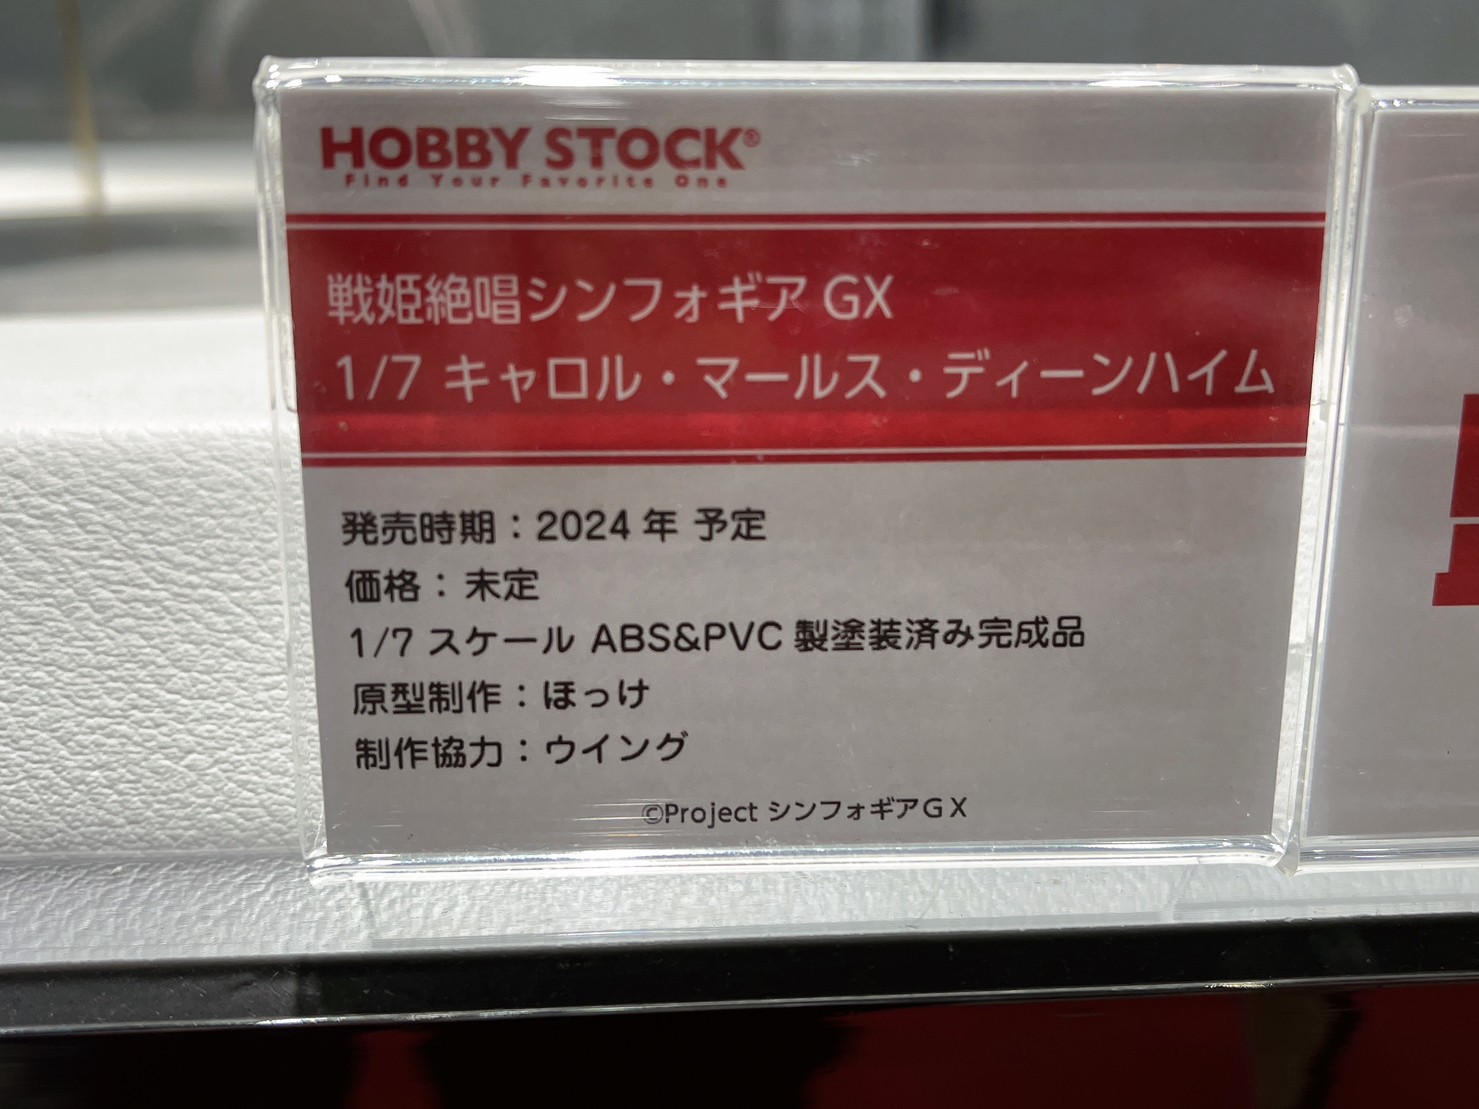 HOBBY STOCK®
Find Your Favorite One
戦姫絶唱シンフォギア GX
1/7 キャロル・マールス・ディーンハイム
発売時期：2024 年 予定
価格：未定
1/7 スケール ABS&PVC 製塗装済み完成品
原型制作：ほっけ
制作協力：ウイング
©Project シンフォギアＧＸ